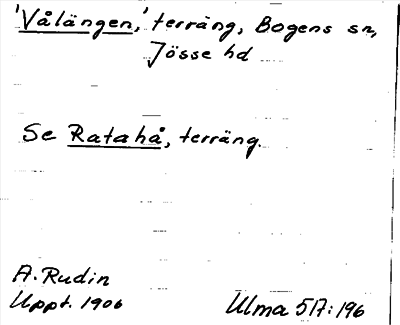 'Vålängen,' terräng, Bogens sn,
Jösse hd
Se Ratahå, terräng.
A. Rudin
Uppt. 1906
Ulma 517:196